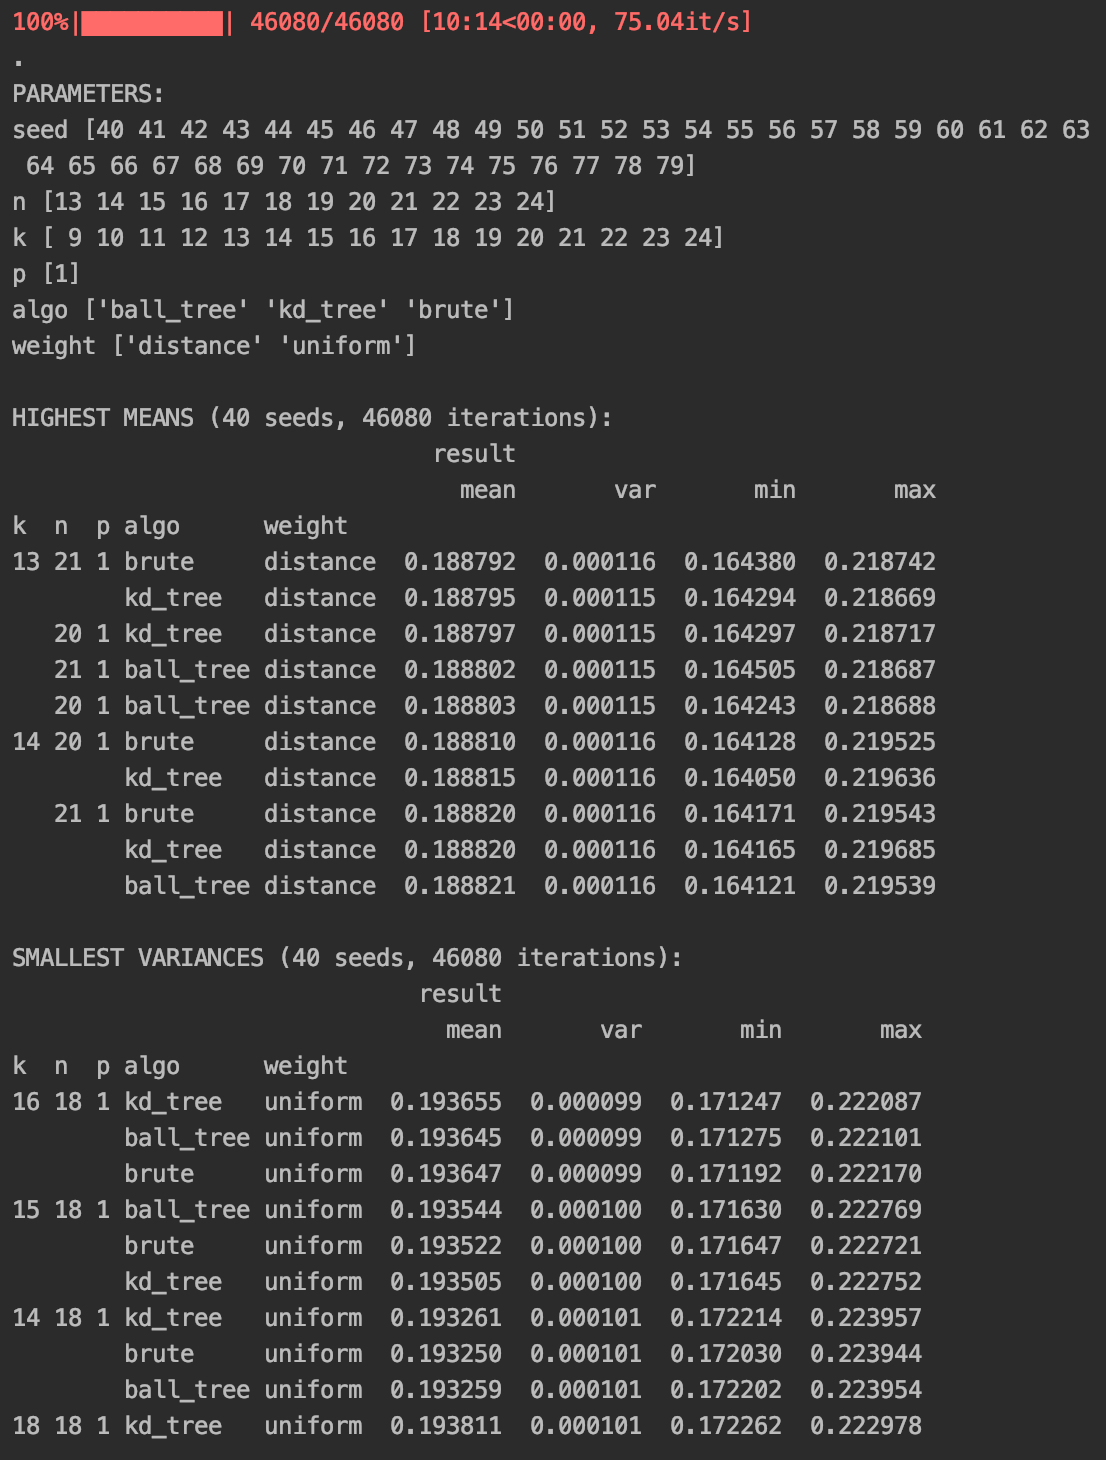 100%|██████████| 46080/46080 [10:14<00:00, 75.04it/s]
.
PARAMETERS:
seed [40 41 42 43 44 45 46 47 48 49 50 51 52 53 54 55 56 57 58 59 60 61 62 63
 64 65 66 67 68 69 70 71 72 73 74 75 76 77 78 79]
n [13 14 15 16 17 18 19 20 21 22 23 24]
k [ 9 10 11 12 13 14 15 16 17 18 19 20 21 22 23 24]
p [1]
algo ['ball_tree' 'kd_tree' 'brute']
weight ['distance' 'uniform']

HIGHEST MEANS (40 seeds, 46080 iterations):
                              result
                                mean       var       min       max
k  n  p algo      weight
13 21 1 brute     distance  0.188792  0.000116  0.164380  0.218742
        kd_tree   distance  0.188795  0.000115  0.164294  0.218669
   20 1 kd_tree   distance  0.188797  0.000115  0.164297  0.218717
   21 1 ball_tree distance  0.188802  0.000115  0.164505  0.218687
   20 1 ball_tree distance  0.188803  0.000115  0.164243  0.218688
14 20 1 brute     distance  0.188810  0.000116  0.164128  0.219525
        kd_tree   distance  0.188815  0.000116  0.164050  0.219636
   21 1 brute     distance  0.188820  0.000116  0.164171  0.219543
        kd_tree   distance  0.188820  0.000116  0.164165  0.219685
        ball_tree distance  0.188821  0.000116  0.164121  0.219539

SMALLEST VARIANCES (40 seeds, 46080 iterations):
                             result
                               mean       var       min       max
k  n  p algo      weight
16 18 1 kd_tree   uniform  0.193655  0.000099  0.171247  0.222087
        ball_tree uniform  0.193645  0.000099  0.171275  0.222101
        brute     uniform  0.193647  0.000099  0.171192  0.222170
15 18 1 ball_tree uniform  0.193544  0.000100  0.171630  0.222769
        brute     uniform  0.193522  0.000100  0.171647  0.222721
        kd_tree   uniform  0.193505  0.000100  0.171645  0.222752
14 18 1 kd_tree   uniform  0.193261  0.000101  0.172214  0.223957
        brute     uniform  0.193250  0.000101  0.172030  0.223944
        ball_tree uniform  0.193259  0.000101  0.172202  0.223954
18 18 1 kd_tree   uniform  0.193811  0.000101  0.172262  0.222978